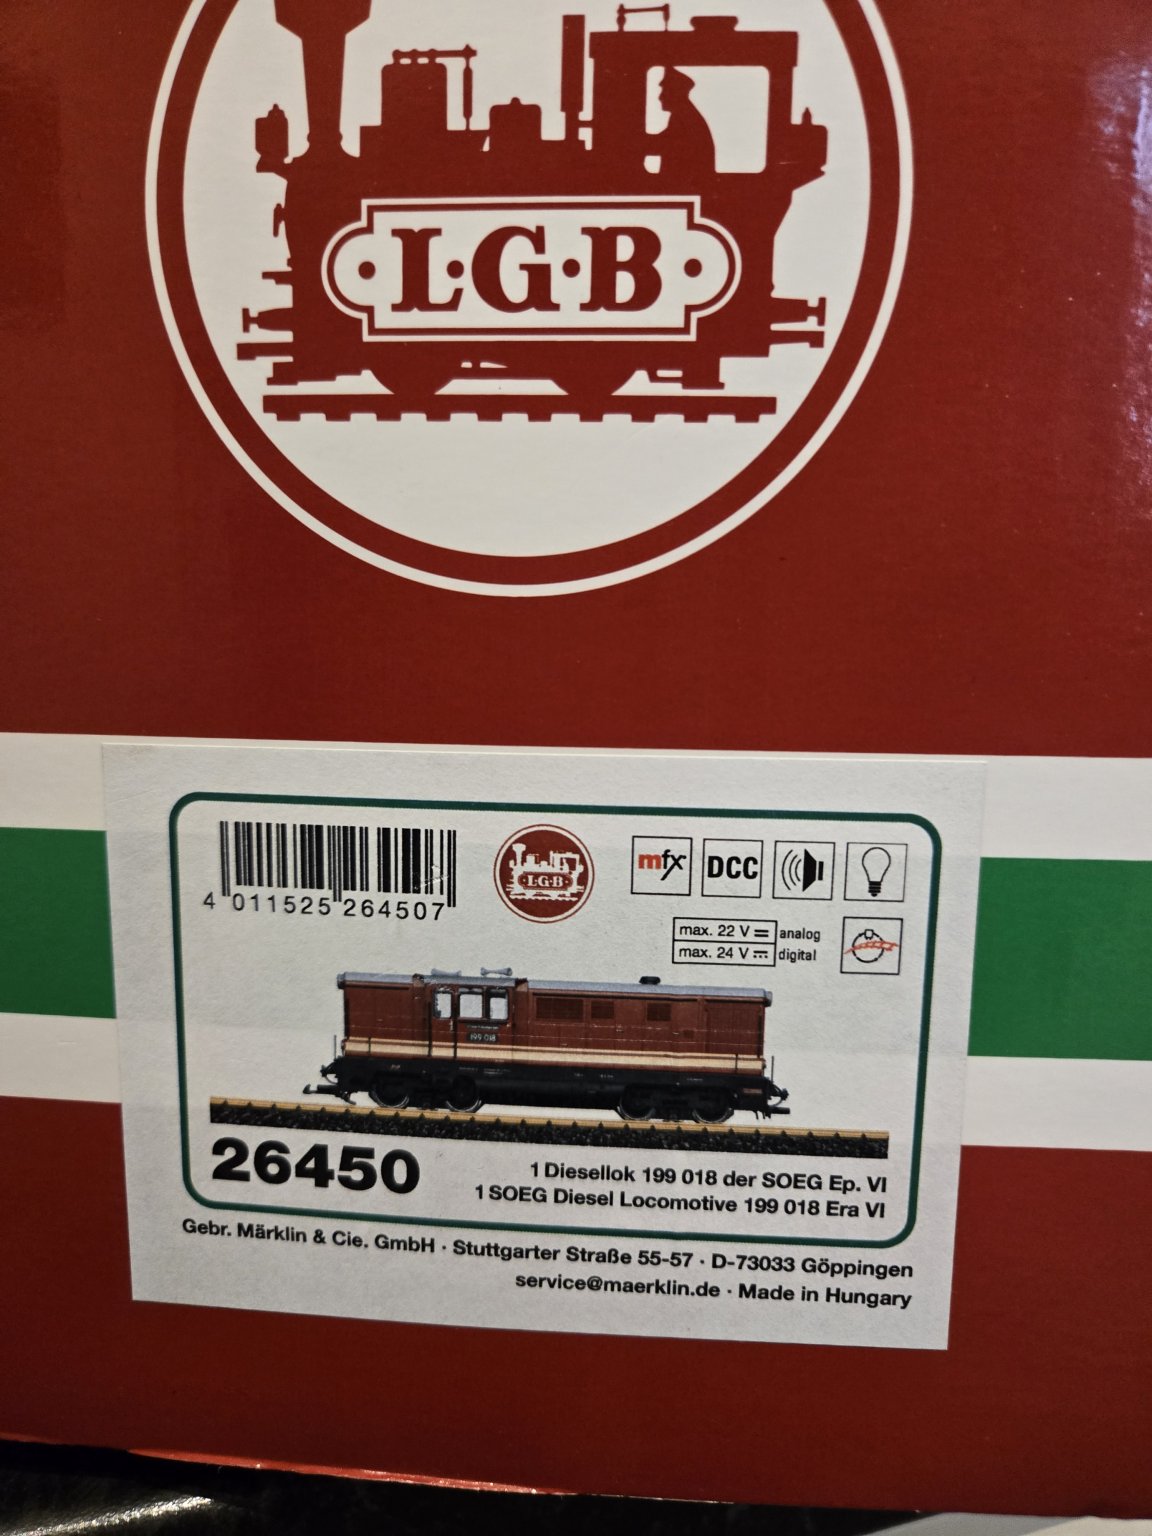 L·G·B
4 011525 264507
L·G·B
mfx
DCC
max. 22 V analog
max. 24 V digital
199 018
26450
1 Diesellok 199 018 der SOEG Ep. VI
1 SOEG Diesel Locomotive 199 018 Era VI
Gebr. Märklin & Cie. GmbH · Stuttgarter Straße 55-57 · D-73033 Göppingen
service@maerklin.de · Made in Hungary